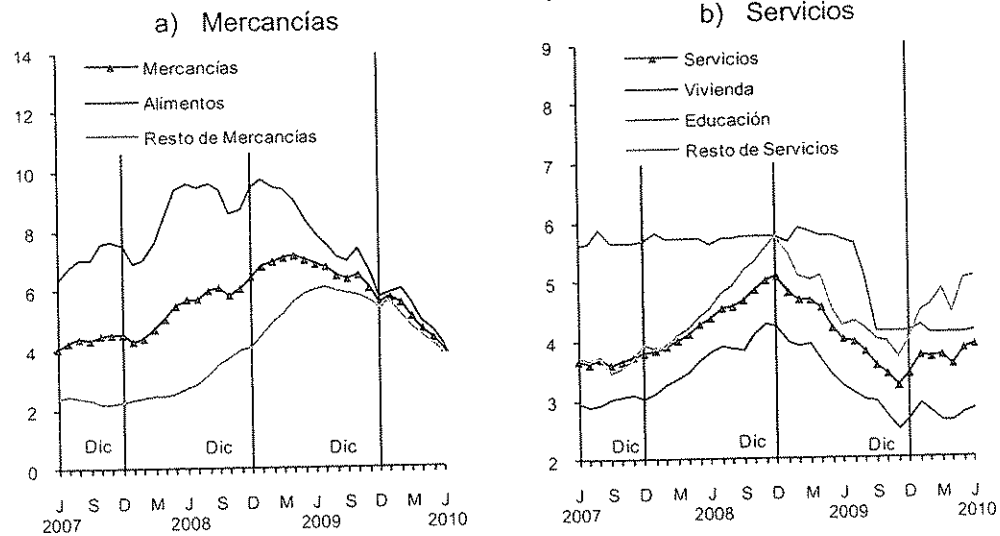 a) Mercancías
14
12
10
8
6
4
2
0
Mercancías
Alimentos
Resto de Mercancías
Dic
Dic
Dic
J S D M J S D M J S D M J
2007 2008 2009 2010
b) Servicios
9
8
7
6
5
4
3
2
Servicios
Vivienda
Educación
Resto de Servicios
Dic
Dic
Dic
J S D M J S D M J S D M J
2007 2008 2009 2010